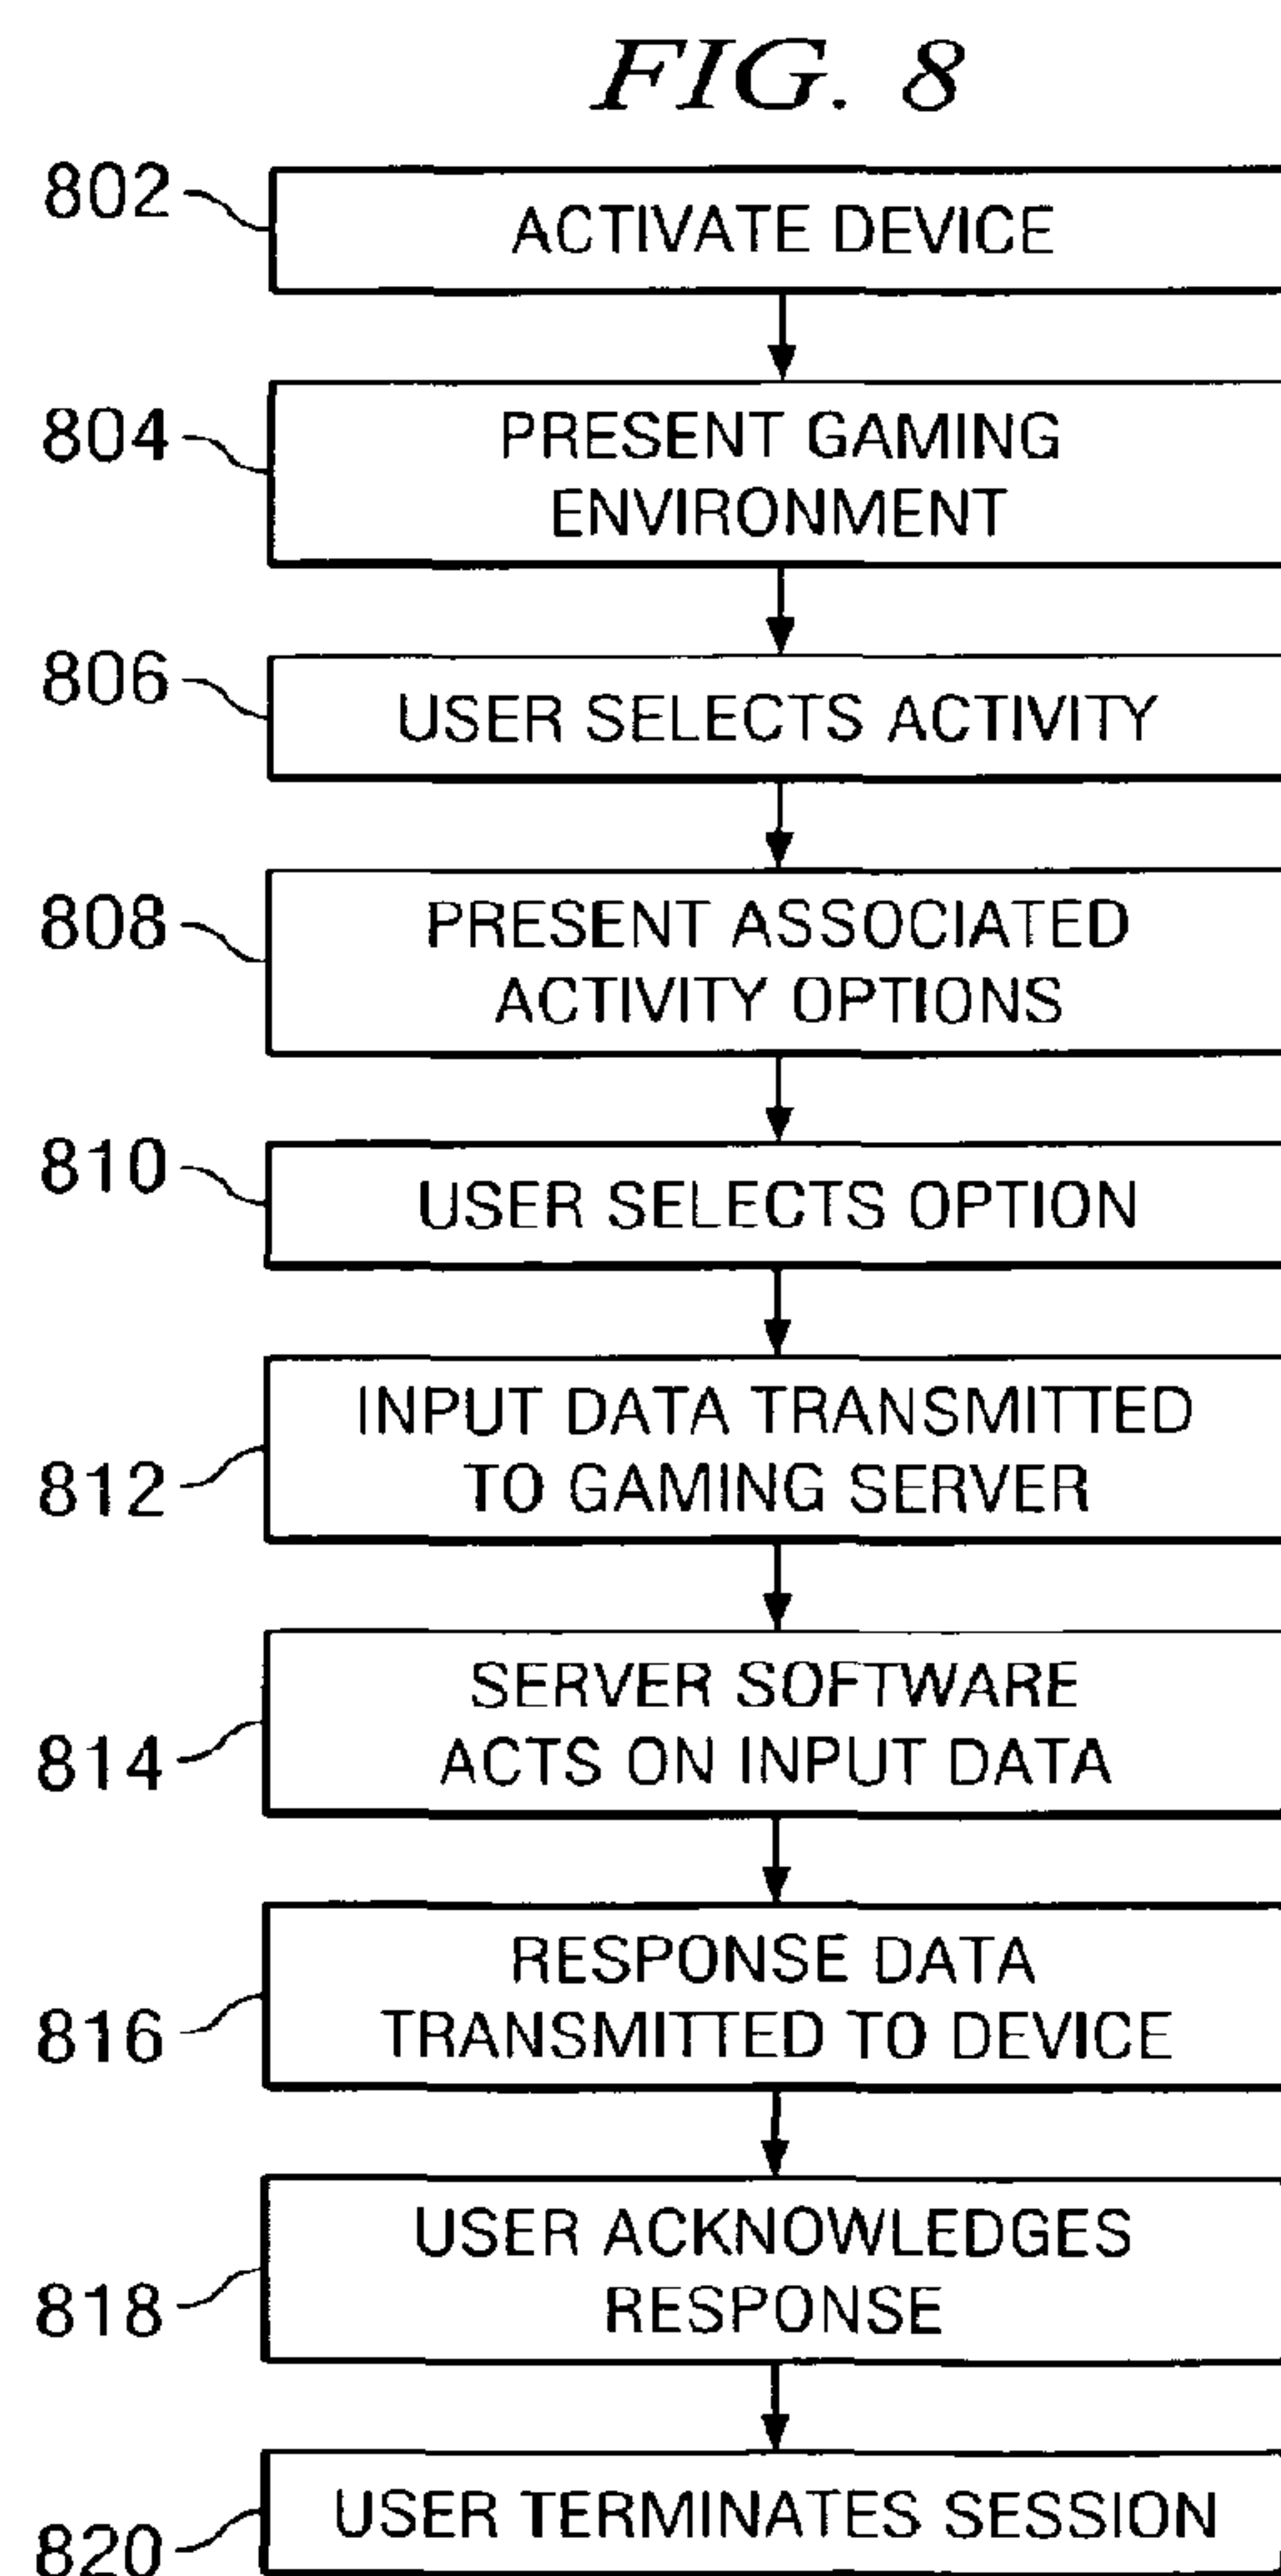 FIG. 8
802
ACTIVATE DEVICE
804
PRESENT GAMING
ENVIRONMENT
806
USER SELECTS ACTIVITY
808
PRESENT ASSOCIATED
ACTIVITY OPTIONS
810
USER SELECTS OPTION
812
INPUT DATA TRANSMITTED
TO GAMING SERVER
814
SERVER SOFTWARE
ACTS ON INPUT DATA
816
RESPONSE DATA
TRANSMITTED TO DEVICE
818
USER ACKNOWLEDGES
RESPONSE
820
USER TERMINATES SESSION